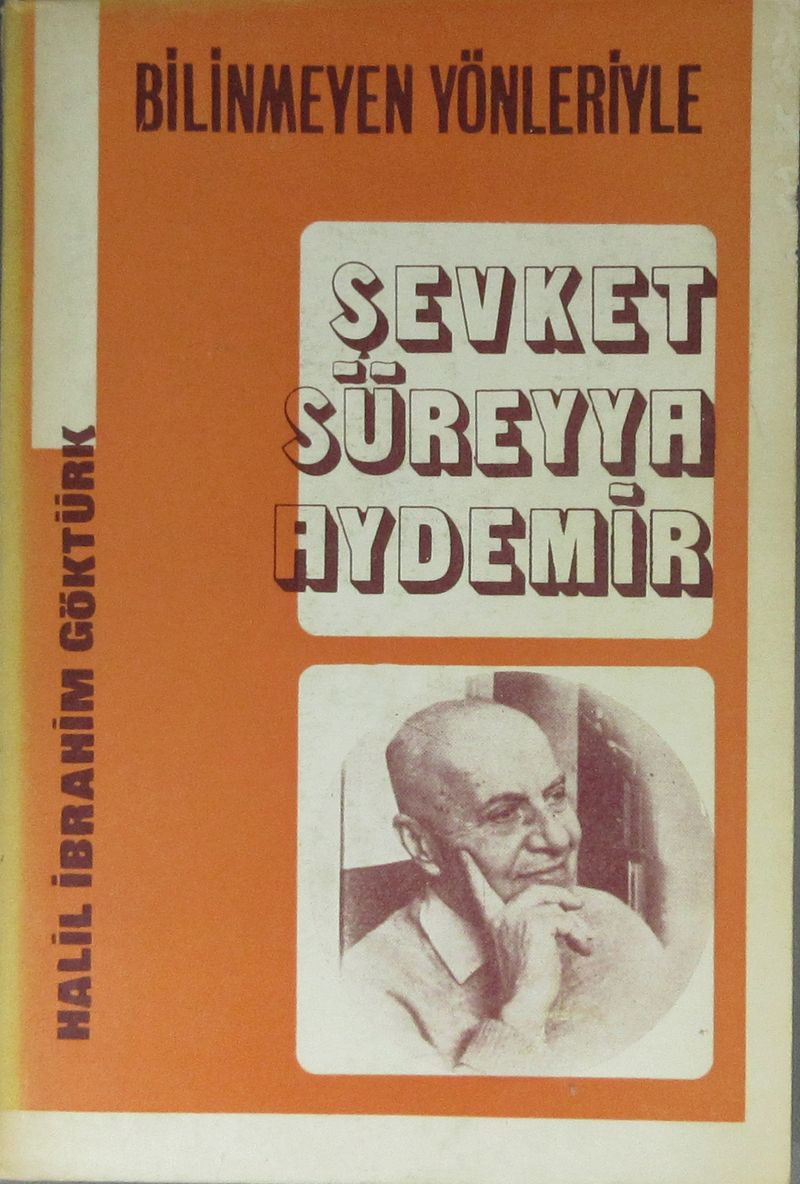 BİLİNMEYEN YÖNLERİYLE
ŞEVKET
SÜREYYA
AYDEMİR
HALİL İBRAHİM GÖKTÜRK